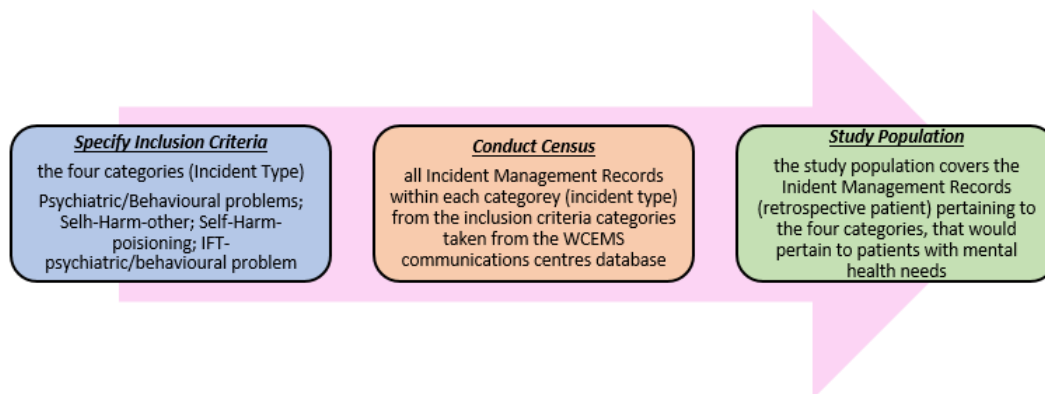 Specify Inclusion Criteria
the four categories (Incident Type)
Psychiatric/Behavioural problems;
Selh-Harm-other; Self-Harm-
poisioning; IFT-
psychiatric/behavioural problem
Conduct Census
all Incident Management Records
within each categorey (incident type)
from the inclusion criteria categories
taken from the WCEMS
communications centres database
Study Population
the study population covers the
Inident Management Records
(retrospective patient) pertaining to
the four categories, that would
pertain to patients with mental
health needs